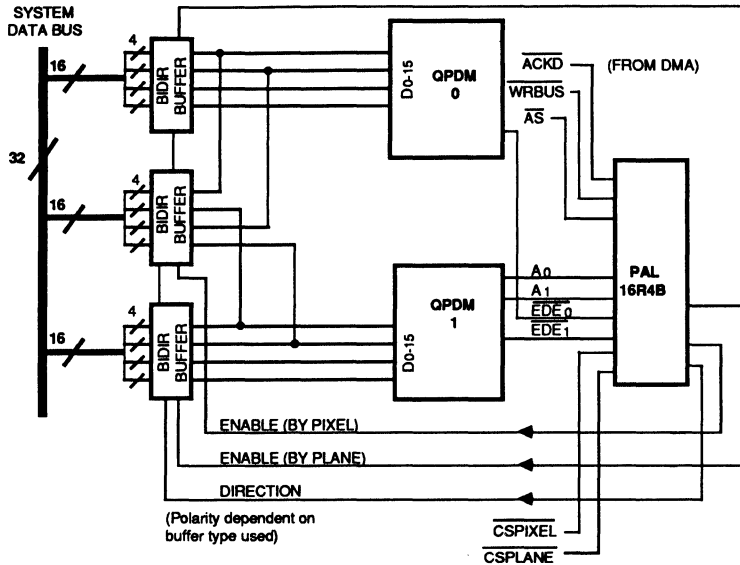 SYSTEM
DATA BUS
16
4
BIDIR
BUFFER
D0-15
QPDM
0
ACKD
(FROM DMA)
WRBUS
AS
32
16
4
BIDIR
BUFFER
PAL
16R4B
16
4
BIDIR
BUFFER
D0-15
QPDM
1
A0
A1
EDE0
EDE1
ENABLE (BY PIXEL)
ENABLE (BY PLANE)
DIRECTION
(Polarity dependent on
buffer type used)
CSPIXEL
CSPLANE